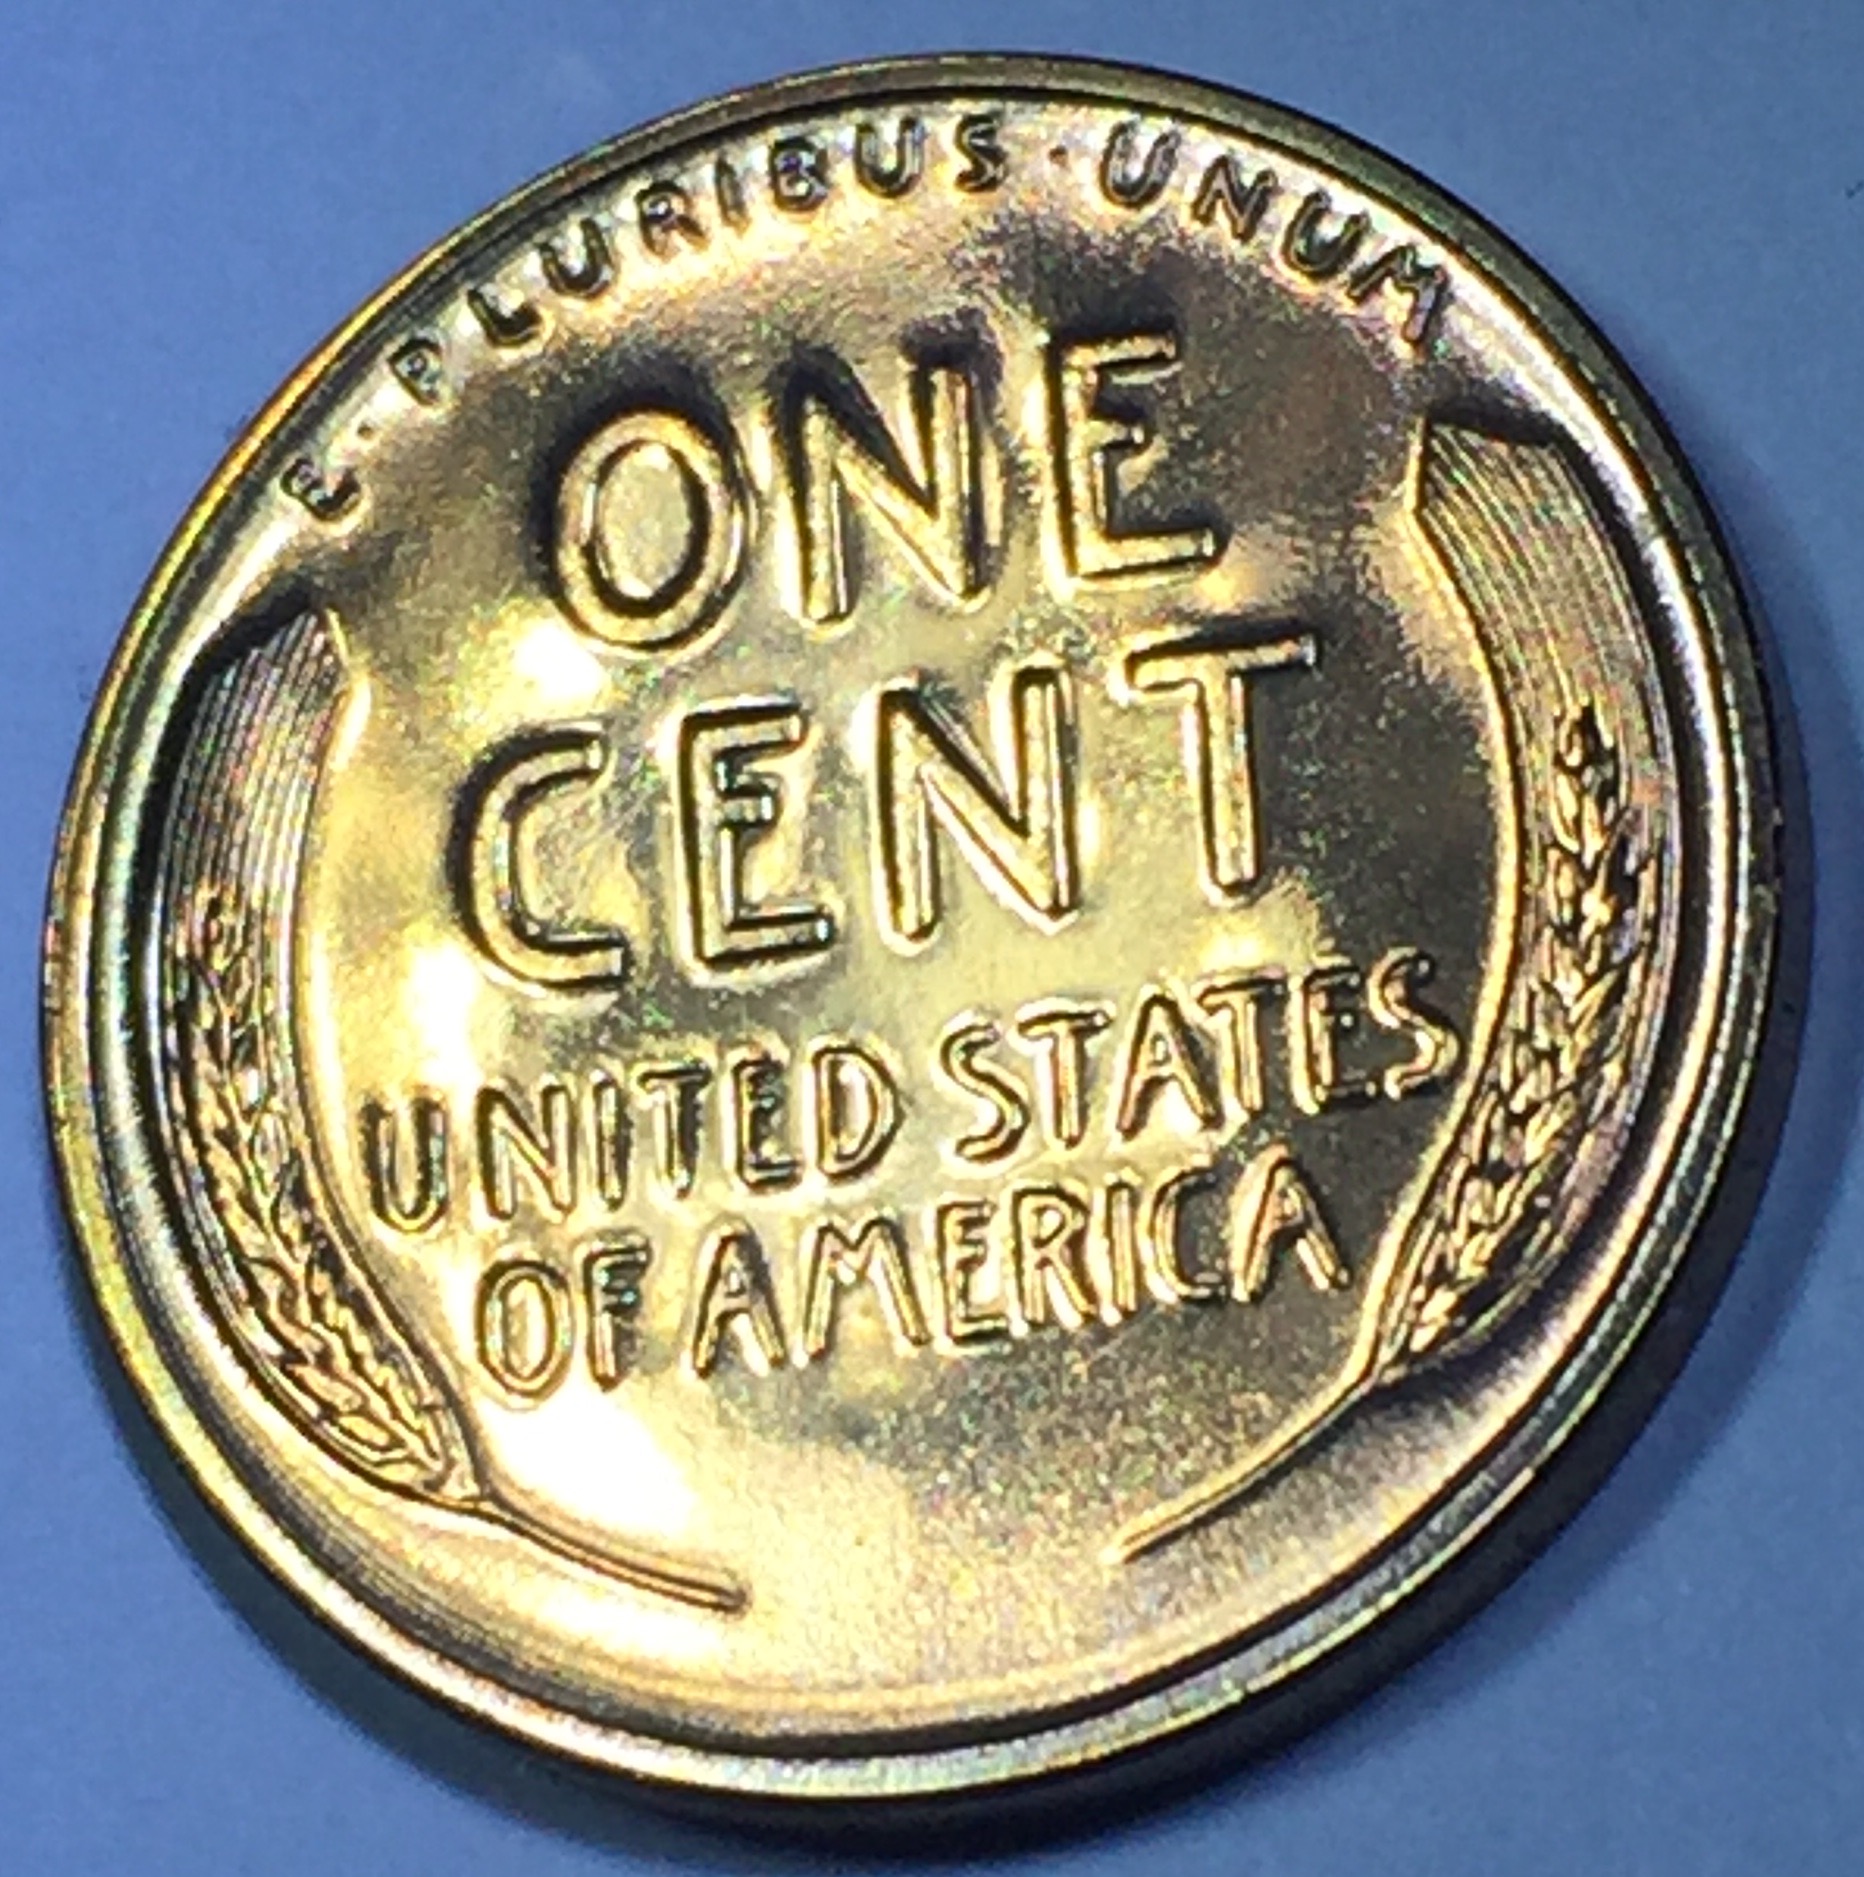 E · PLURIBUS · UNUM
ONE
CENT
UNITED STATES
OF AMERICA